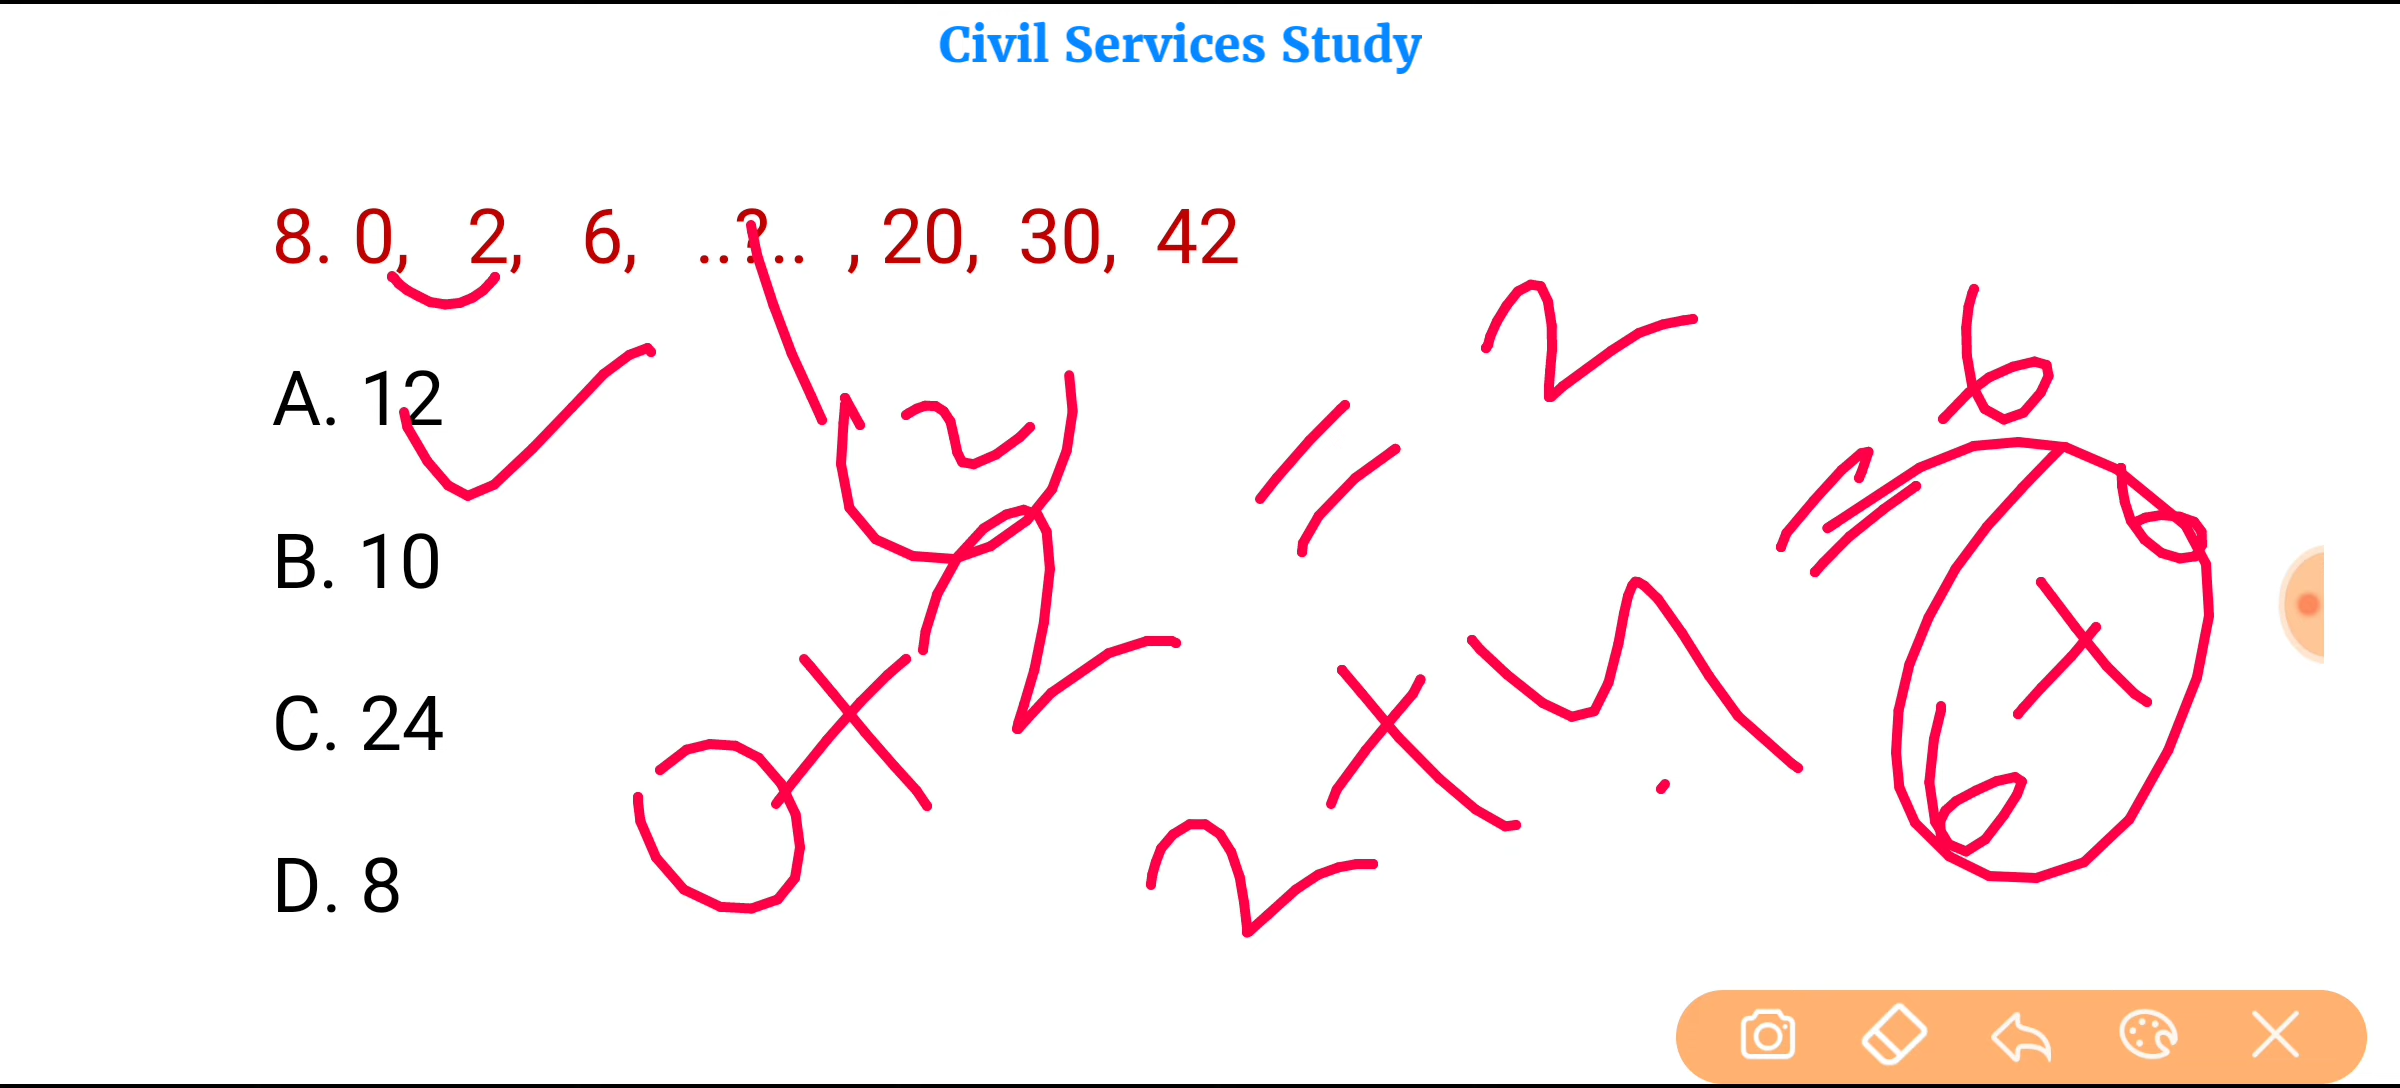 Civil Services Study
8. 0, 2, 6, ..?.. , 20, 30, 42
A. 12
B. 10
C. 24
D. 8